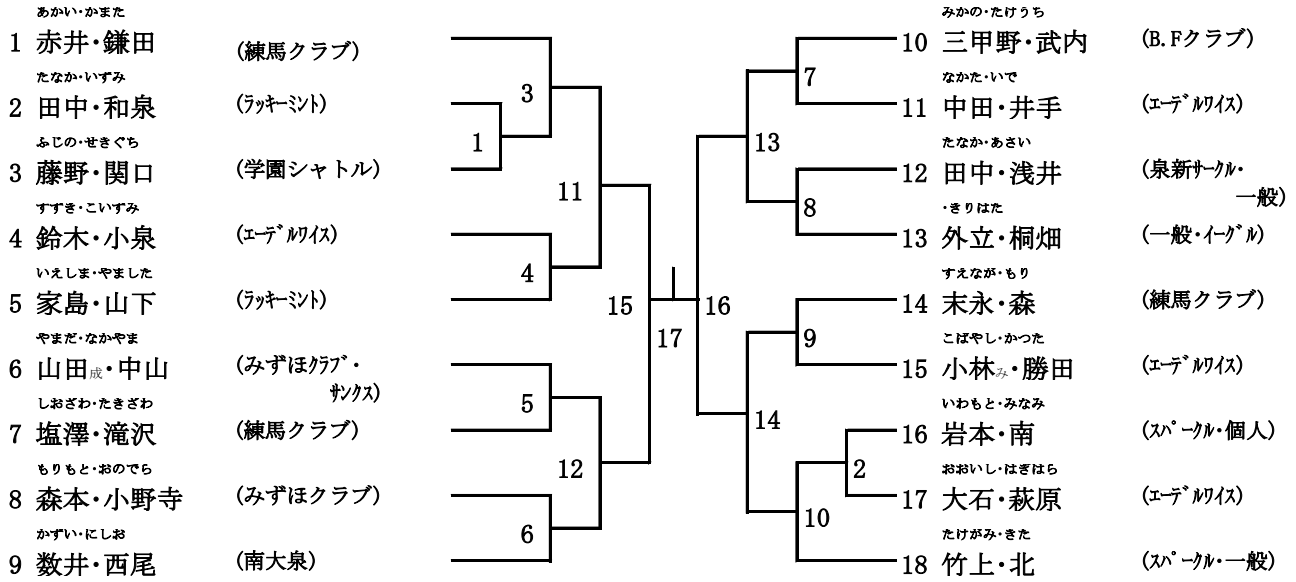 あかい・かまた
1 赤井・鎌田 (練馬クラブ)
たなか・いずみ
2 田中・和泉 (ﾗｯｷｰﾐﾝﾄ)
ふじの・せきぐち
3 藤野・関口 (学園シャトル)
すずき・こいずみ
4 鈴木・小泉 (ｴｰﾃﾞﾙﾜｲｽ)
いえしま・やました
5 家島・山下 (ﾗｯｷｰﾐﾝﾄ)
やまだ・なかやま
6 山田成・中山 (みずほｸﾗﾌﾞ・
ｻﾝｸｽ)
しおざわ・たきざわ
7 塩澤・滝沢 (練馬クラブ)
もりもと・おのでら
8 森本・小野寺 (みずほクラブ)
かずい・にしお
9 数井・西尾 (南大泉)
3
1
11
4
15
5
12
6
17
16
7
13
8
9
14
2
10
みかの・たけうち
10 三甲野・武内 (B.Fクラブ)
なかた・いで
11 中田・井手 (ｴｰﾃﾞﾙﾜｲｽ)
たなか・あさい
12 田中・浅井 (泉新ｻｰｸﾙ・
一般)
・きりはた
13 外立・桐畑 (一般・ｲｰｸﾞﾙ)
すえなが・もり
14 末永・森 (練馬クラブ)
こばやし・かつた
15 小林み・勝田 (ｴｰﾃﾞﾙﾜｲｽ)
いわもと・みなみ
16 岩本・南 (ｽﾊﾟｰｸﾙ・個人)
おおいし・はぎはら
17 大石・萩原 (ｴｰﾃﾞﾙﾜｲｽ)
たけがみ・きた
18 竹上・北 (ｽﾊﾟｰｸﾙ・一般)